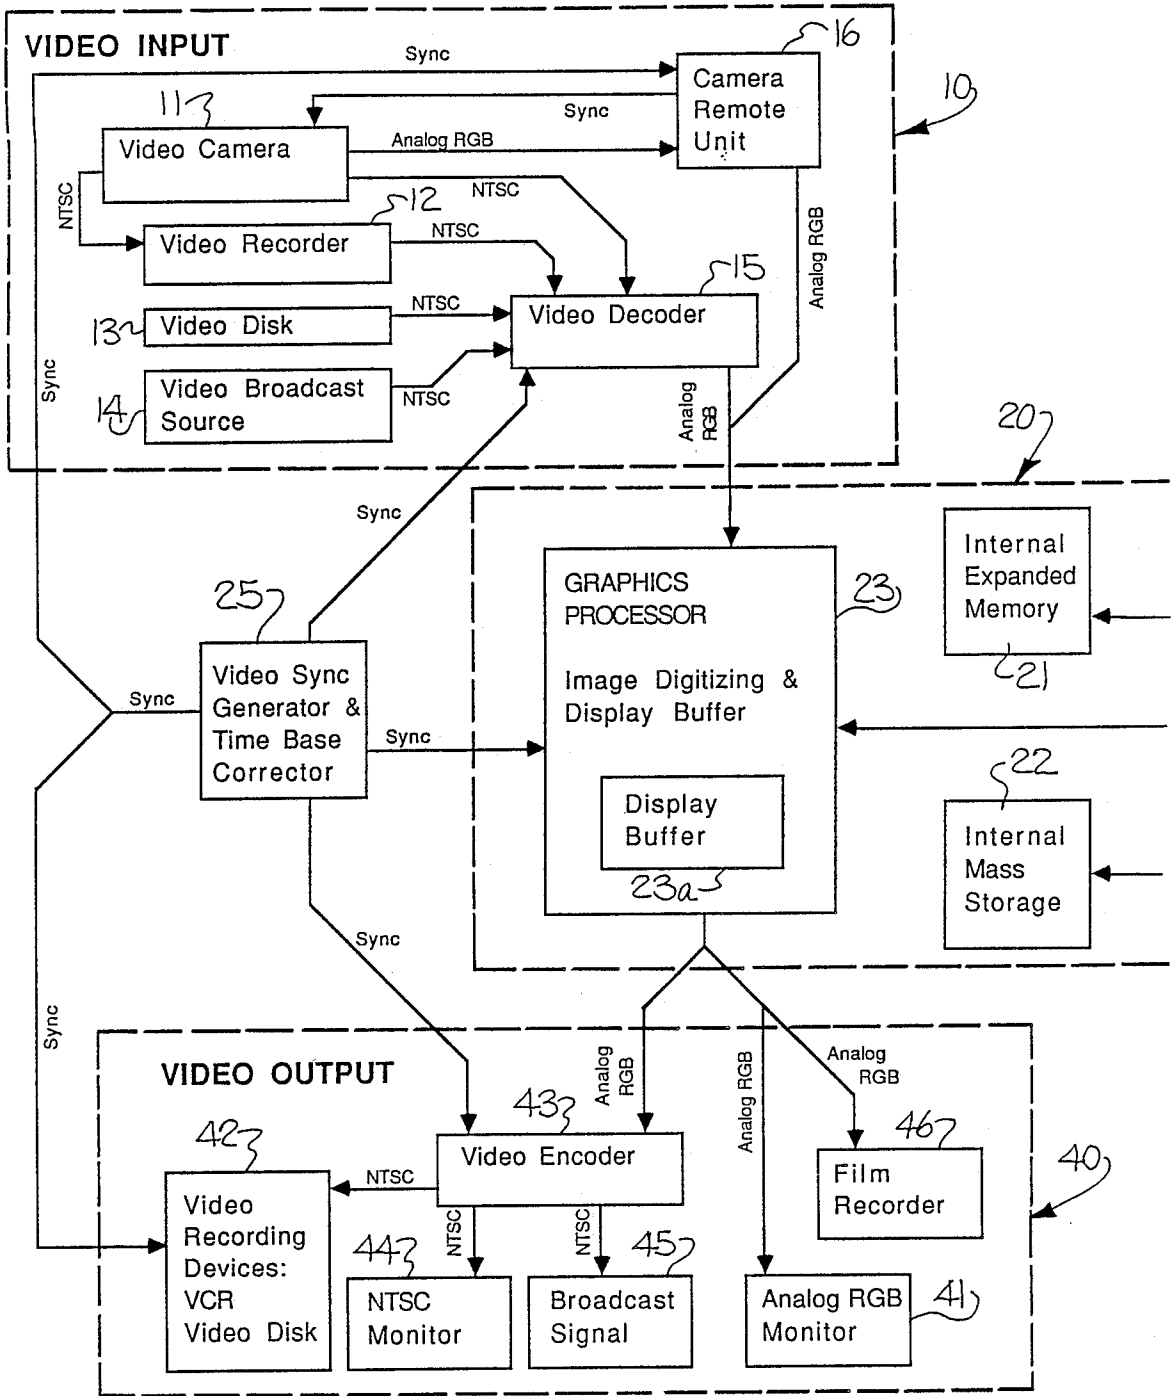 VIDEO INPUT
Sync
16
Camera
Remote
Unit
10
11
Sync
Video Camera
Analog RGB
NTSC
NTSC
12
Video Recorder
NTSC
Analog RGB
15
13
Video Disk
NTSC
Video Decoder
Sync
14
Video Broadcast
Source
NTSC
Analog
RGB
20
Sync
Internal
Expanded
Memory
21
GRAPHICS
PROCESSOR
23
Image Digitizing &
Display Buffer
25
Video Sync
Generator &
Time Base
Corrector
Sync
Sync
22
Internal
Mass
Storage
Display
Buffer
23a
Sync
Sync
VIDEO OUTPUT
Analog
RGB
Analog RGB
Analog
RGB
43
Video Encoder
46
Film
Recorder
40
42
NTSC
Video
Recording
Devices:
VCR
Video Disk
NTSC
NTSC
44
NTSC
Monitor
45
Broadcast
Signal
Analog RGB
Monitor
41